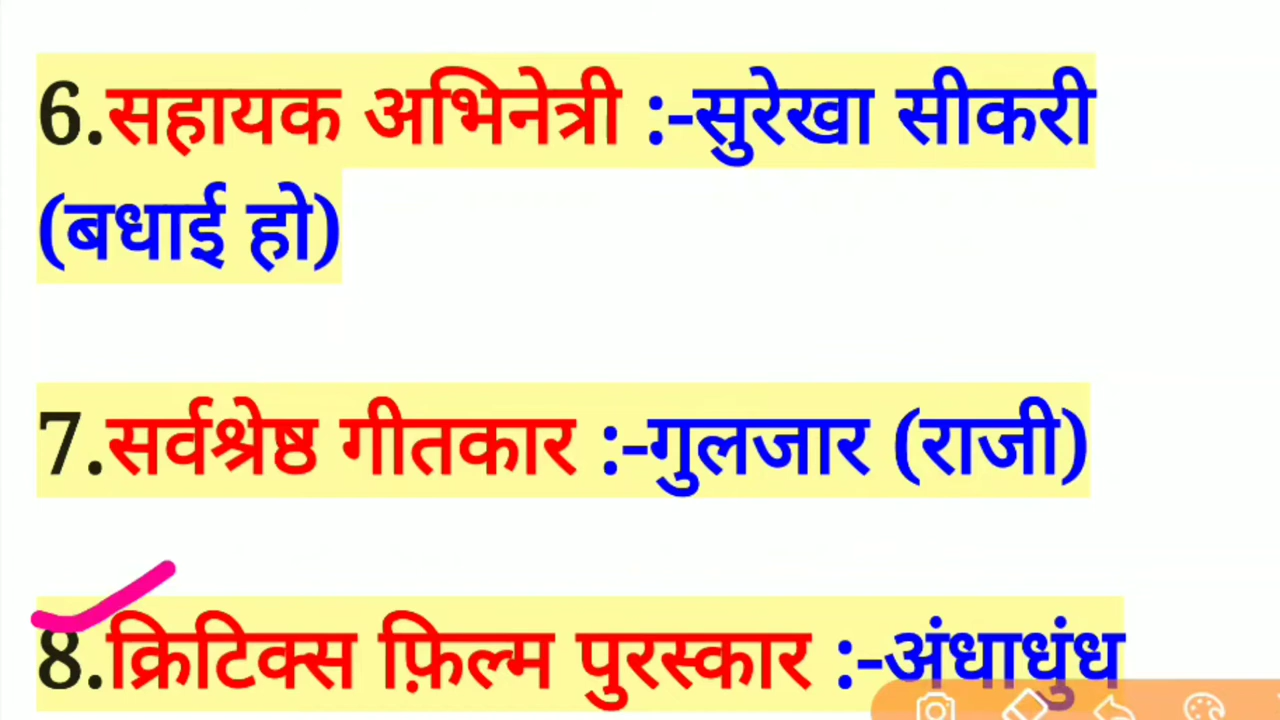 6.सहायक अभिनेत्री :-सुरेखा सीकरी
(बधाई हो)
7.सर्वश्रेष्ठ गीतकार :-गुलजार (राजी)
8.क्रिटिक्स फ़िल्म पुरस्कार :-अंधाधुंध